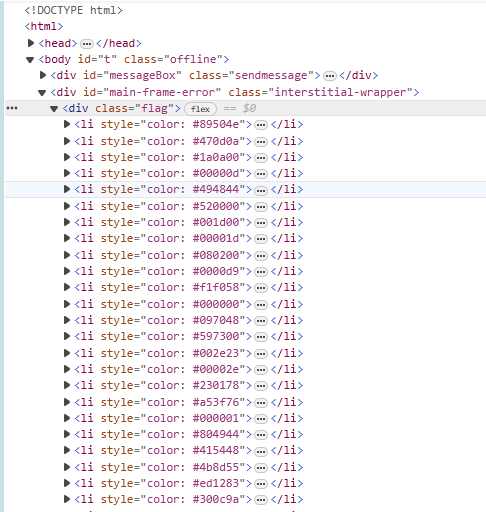 <!DOCTYPE html>
<html>
<head> ••• </head>
<body id="t" class="offline">
<div id="messageBox" class="sendmessage"> ••• </div>
<div id="main-frame-error" class="interstitial-wrapper">
••• <div class="flag"> flex == $0
<li style="color: #89504e"> ••• </li>
<li style="color: #470d0a"> ••• </li>
<li style="color: #1a0a00"> ••• </li>
<li style="color: #00000d"> ••• </li>
<li style="color: #494844"> ••• </li>
<li style="color: #520000"> ••• </li>
<li style="color: #001d00"> ••• </li>
<li style="color: #00001d"> ••• </li>
<li style="color: #080200"> ••• </li>
<li style="color: #0000d9"> ••• </li>
<li style="color: #f1f058"> ••• </li>
<li style="color: #000000"> ••• </li>
<li style="color: #097048"> ••• </li>
<li style="color: #597300"> ••• </li>
<li style="color: #002e23"> ••• </li>
<li style="color: #00002e"> ••• </li>
<li style="color: #230178"> ••• </li>
<li style="color: #a53f76"> ••• </li>
<li style="color: #000001"> ••• </li>
<li style="color: #804944"> ••• </li>
<li style="color: #415448"> ••• </li>
<li style="color: #4b8d55"> ••• </li>
<li style="color: #ed1283"> ••• </li>
<li style="color: #300c9a"> ••• </li>